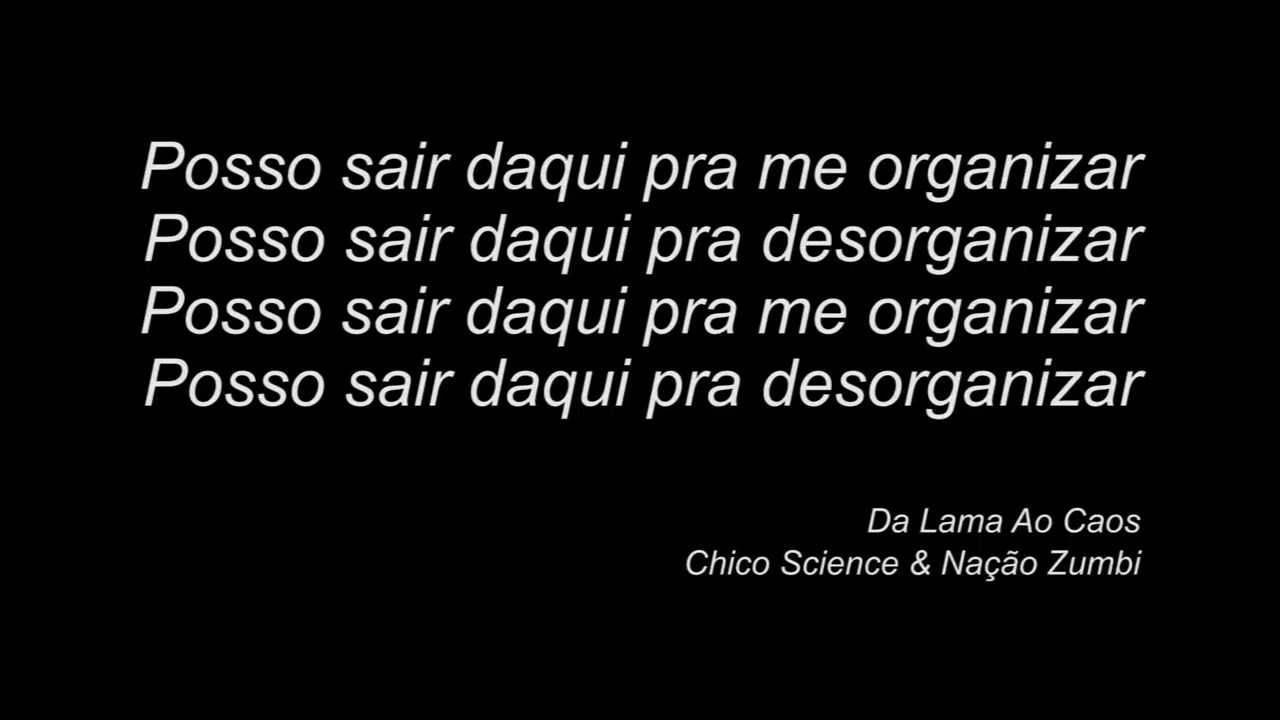 Posso sair daqui pra me organizar
Posso sair daqui pra desorganizar
Posso sair daqui pra me organizar
Posso sair daqui pra desorganizar
Da Lama Ao Caos
Chico Science & Nação Zumbi